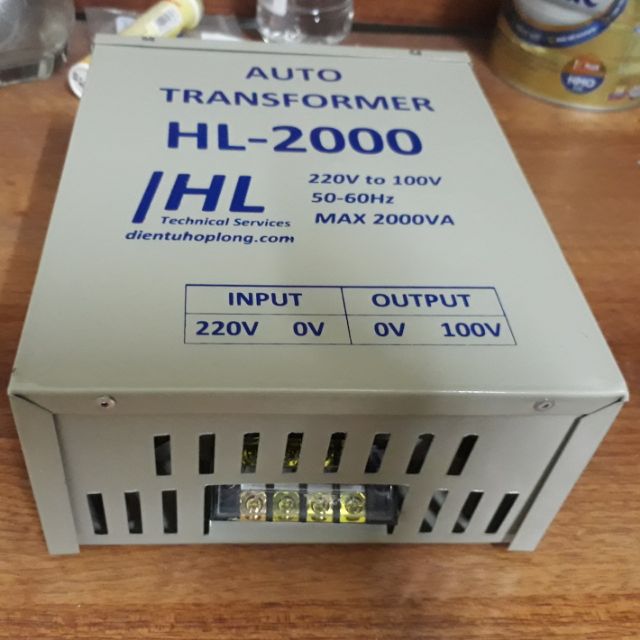 AUTO
TRANSFORMER
HL-2000
HL
Technical Services
dientuhoplong.com
220V to 100V
50-60Hz
MAX 2000VA
INPUT OUTPUT
220V 0V 0V 100V